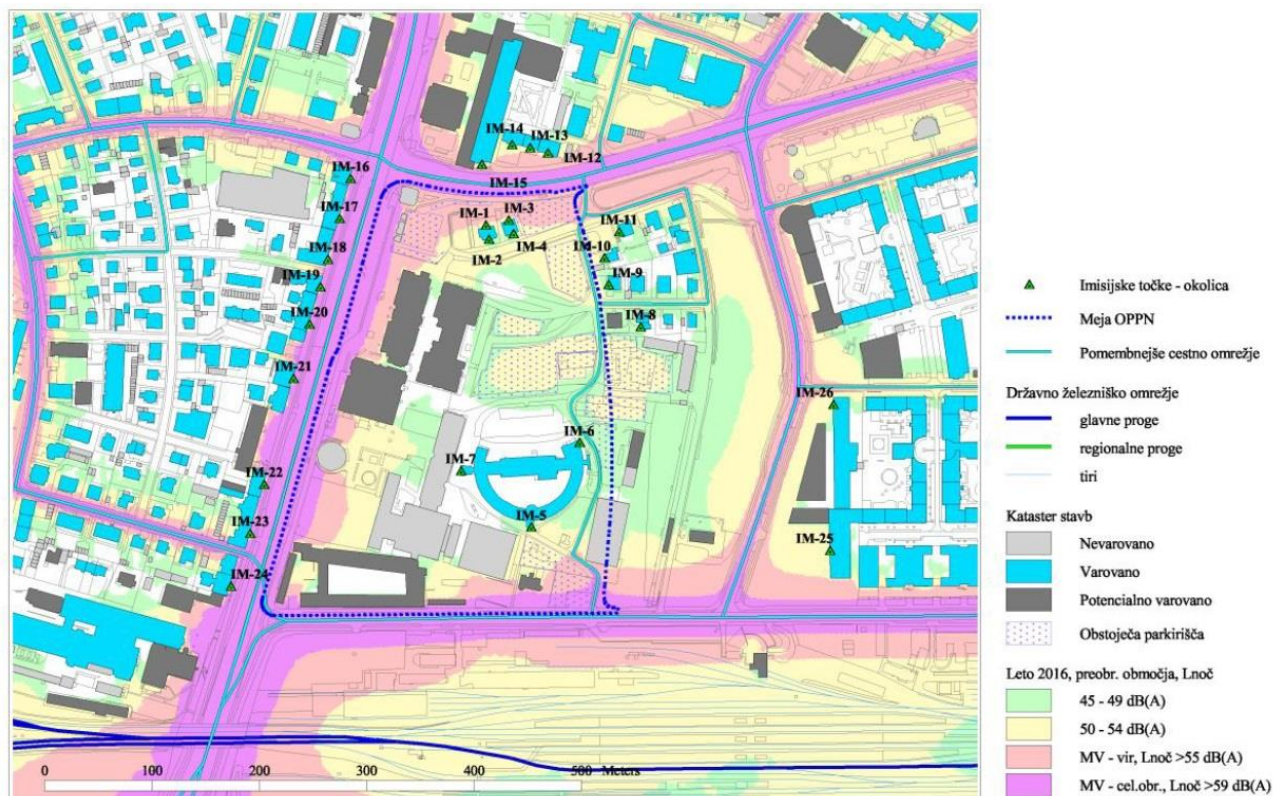 IM-14
IM-13
IM-12
IM-16
IM-15
IM-17
IM-1
IM-3
IM-11
IM-2
IM-4
IM-10
IM-18
IM-19
IM-9
IM-20
IM-8
IM-21
IM-26
IM-6
IM-7
IM-22
IM-5
IM-23
IM-25
IM-24
0 100 200 300 400 500 Meters
Imisijske točke - okolica
Meja OPPN
Pomembnejše cestno omrežje
Državno železniško omrežje
glavne proge
regionalne proge
tiri
Kataster stavb
Nevarovano
Varovano
Potencialno varovano
Obstoječa parkirišča
Leto 2016, preobr. območja, Lnoč
45 - 49 dB(A)
50 - 54 dB(A)
MV - vir, Lnoč >55 dB(A)
MV - cel.obr., Lnoč >59 dB(A)